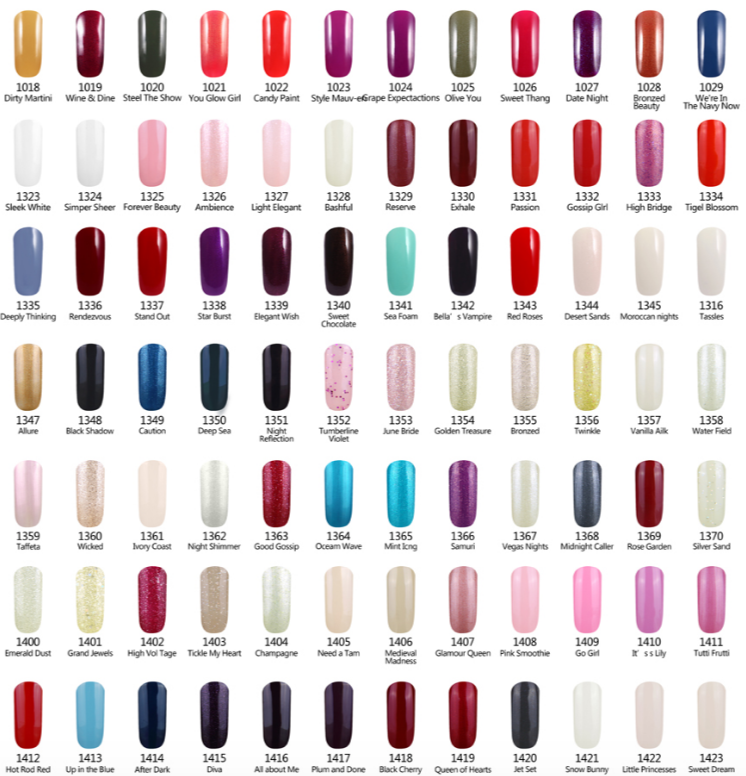 1018 1019 1020 1021 1022 1023 1024 1025 1026 1027 1028 1029
Dirty Martini Wine & Dine Steel The Show You Glow Girl Candy Paint Style Mauv-en Grape Expectactions Olive You Sweet Thang Date Night Bronzed We're In
Beauty The Navy Now
1323 1324 1325 1326 1327 1328 1329 1330 1331 1332 1333 1334
Sleek White Simper Sheer Forever Beauty Ambience Light Elegant Bashful Reserve Exhale Passion Gossip Girl High Bridge Tigel Blossom
1335 1336 1337 1338 1339 1340 1341 1342 1343 1344 1345 1316
Deeply Thinking Rendezvous Stand Out Star Burst Elegant Wish Sweet Sea Foam Bella's Vampire Red Roses Desert Sands Moroccan nights Tassles
Chocolate
1347 1348 1349 1350 1351 1352 1353 1354 1355 1356 1357 1358
Allure Black Shadow Caution Deep Sea Night Tumberline June Bride Golden Treasure Bronzed Twinkle Vanilla Ailk Water Field
Reflection Violet
1359 1360 1361 1362 1363 1364 1365 1366 1367 1368 1369 1370
Taffeta Wicked Ivory Coast Night Shimmer Good Gossip Oceam Wave Mint Icng Samuri Vegas Nights Midnight Caller Rose Garden Silver Sand
1400 1401 1402 1403 1404 1405 1406 1407 1408 1409 1410 1411
Emerald Dust Grand Jewels High Vol Tage Tickle My Heart Champagne Need a Tarn Medieval Glamour Queen Pink Smoothie Go Girl It's s Lily Tutti Frutti
Madness
1412 1413 1414 1415 1416 1417 1418 1419 1420 1421 1422 1423
Hot Rod Red Up in the Blue After Dark Diva All about Me Plum and Done Black Cherry Queen of Hearts Jet Set Snow Bunny Little Princesses Sweet Dream